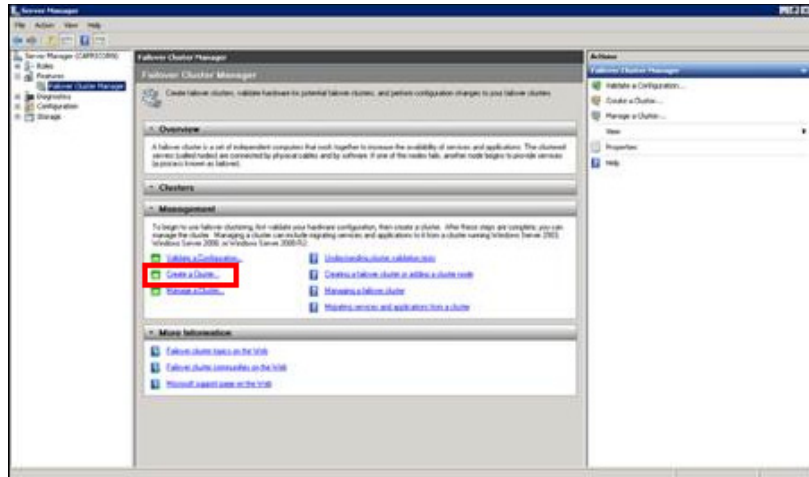 Server Manager
File Action View Help
Server Manager (CAPRICORN)
Roles
Features
Failover Cluster Manager
Diagnostics
Configuration
Storage
Failover Cluster Manager
Failover Cluster Manager
Create failover clusters, validate hardware for potential failover clusters, and perform configuration changes to your failover clusters.
Overview
A failover cluster is a set of independent computers that work together to increase the availability of services and applications. The clustered
servers (called nodes) are connected by physical cables and by software. If one of the nodes fails, another node begins to provide services
(a process known as failover).
Clusters
Management
To begin to use failover clustering, first validate your hardware configuration, then create a cluster. After these steps are complete, you can
manage the cluster. Managing a cluster can include migrating services and applications to it from a cluster running Windows Server 2003,
Windows Server 2008, or Windows Server 2008 R2.
Validate a Configuration...
Understanding cluster validation tests
Create a Cluster...
Creating a failover cluster or adding a cluster node
Manage a Cluster...
Managing a failover cluster
Migrating services and applications from a cluster
More Information
Failover cluster topics on the Web
Failover cluster communities on the Web
Microsoft support page on the Web
Actions
Failover Cluster Manager
Validate a Configuration...
Create a Cluster...
Manage a Cluster...
View
Properties
Help